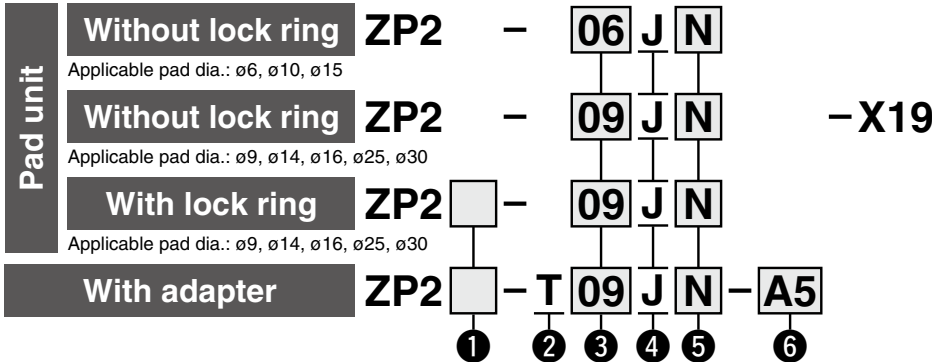 Pad unit
Without lock ring ZP2 – 06 J N
Applicable pad dia.: ø6, ø10, ø15
Without lock ring ZP2 – 09 J N –X19
Applicable pad dia.: ø9, ø14, ø16, ø25, ø30
With lock ring ZP2 – 09 J N
Applicable pad dia.: ø9, ø14, ø16, ø25, ø30
With adapter ZP2 – T 09 J N – A5
❶ ❷ ❸ ❹ ❺ ❻